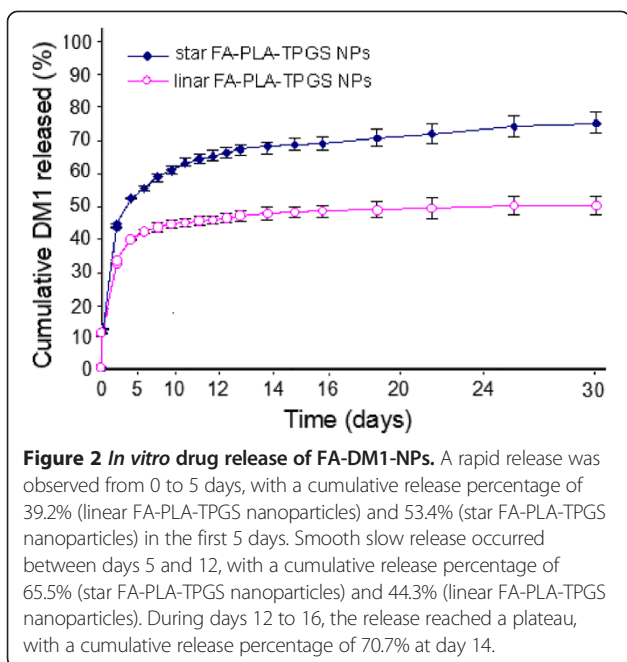 100
90
80
70
60
50
40
30
20
10
0
Cumulative DM1 released (%)
star FA-PLA-TPGS NPs
linar FA-PLA-TPGS NPs
0 5 10 12 14 16 20 24 30
Time (days)
Figure 2 In vitro drug release of FA-DM1-NPs. A rapid release was
observed from 0 to 5 days, with a cumulative release percentage of
39.2% (linear FA-PLA-TPGS nanoparticles) and 53.4% (star FA-PLA-TPGS
nanoparticles) in the first 5 days. Smooth slow release occurred
between days 5 and 12, with a cumulative release percentage of
65.5% (star FA-PLA-TPGS nanoparticles) and 44.3% (linear FA-PLA-TPGS
nanoparticles). During days 12 to 16, the release reached a plateau,
with a cumulative release percentage of 70.7% at day 14.